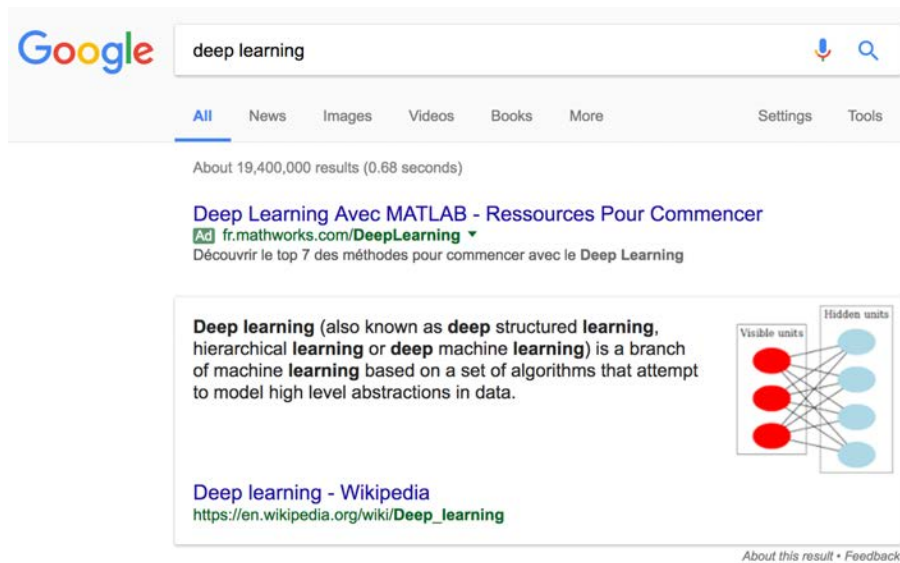 Google deep learning
All News Images Videos Books More Settings Tools
About 19,400,000 results (0.68 seconds)
Deep Learning Avec MATLAB - Ressources Pour Commencer
Ad fr.mathworks.com/DeepLearning ▼
Découvrir le top 7 des méthodes pour commencer avec le Deep Learning
Deep learning (also known as deep structured learning,
hierarchical learning or deep machine learning) is a branch
of machine learning based on a set of algorithms that attempt
to model high level abstractions in data.
Visible units
Hidden units
Deep learning - Wikipedia
https://en.wikipedia.org/wiki/Deep_learning
About this result • Feedback